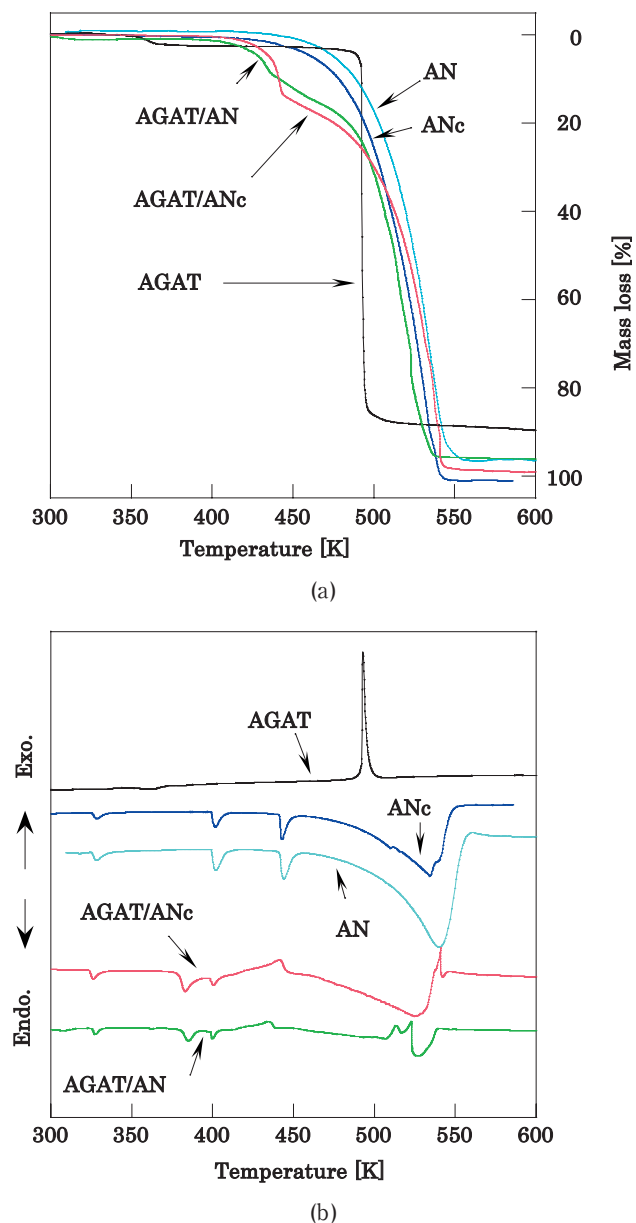 0
AN
AGAT/AN
ANc
20
AGAT/ANc
40
AGAT
60
80
100
Mass loss [%]
300 350 400 450 500 550 600
Temperature [K]
(a)
AGAT
Exo.
ANc
AN
AGAT/ANc
Endo.
AGAT/AN
300 350 400 450 500 550 600
Temperature [K]
(b)